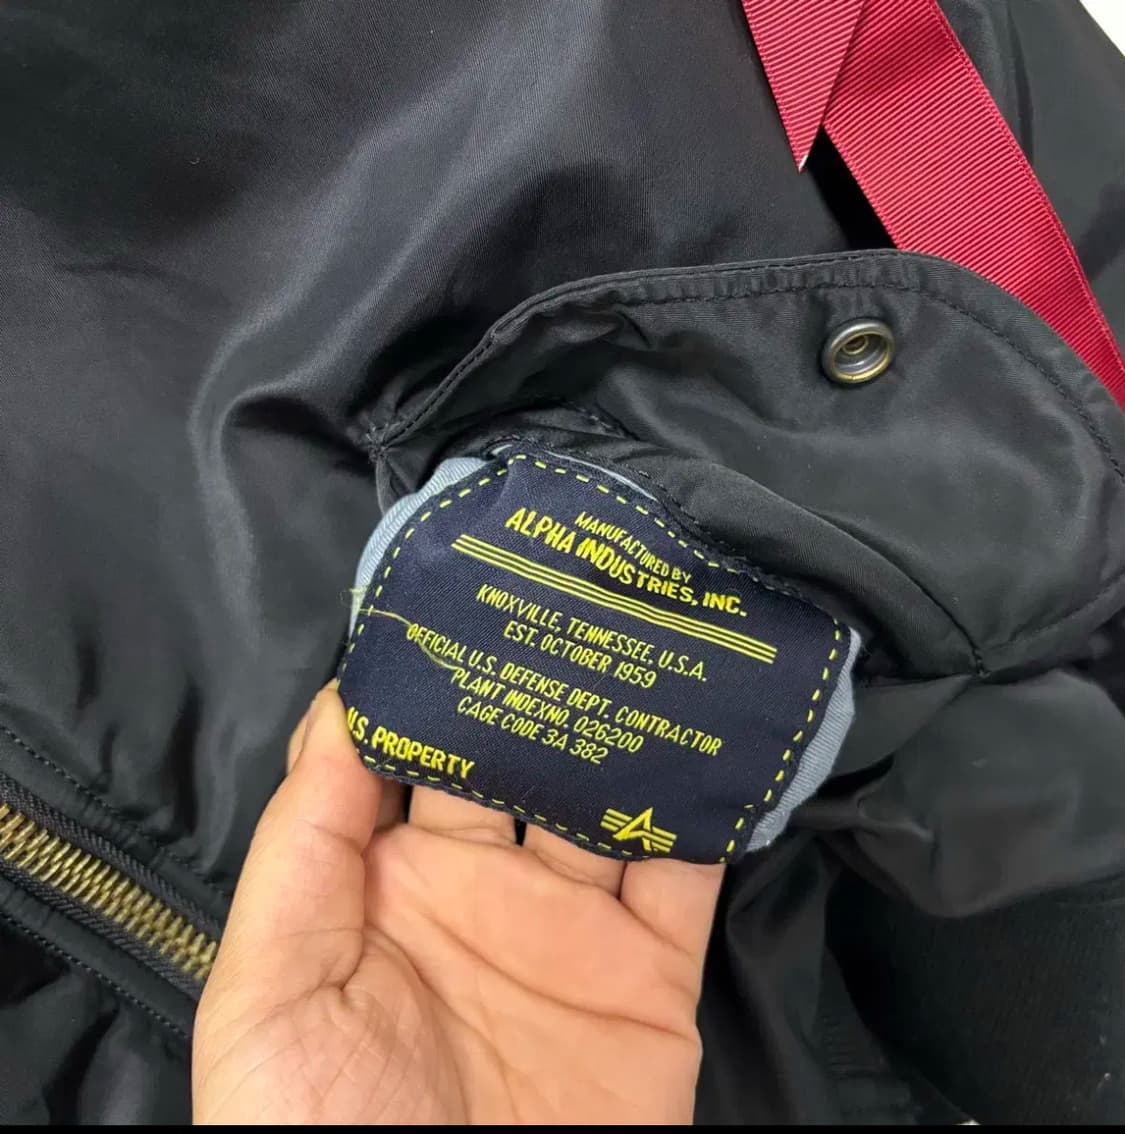 MANUFACTURED BY
ALPHA INDUSTRIES, INC.
KNOXVILLE, TENNESSEE, U.S.A.
EST. OCTOBER 1959
OFFICIAL U.S. DEFENSE DEPT. CONTRACTOR
PLANT INDEXNO. 026200
CAGE CODE 3A 382
U.S. PROPERTY